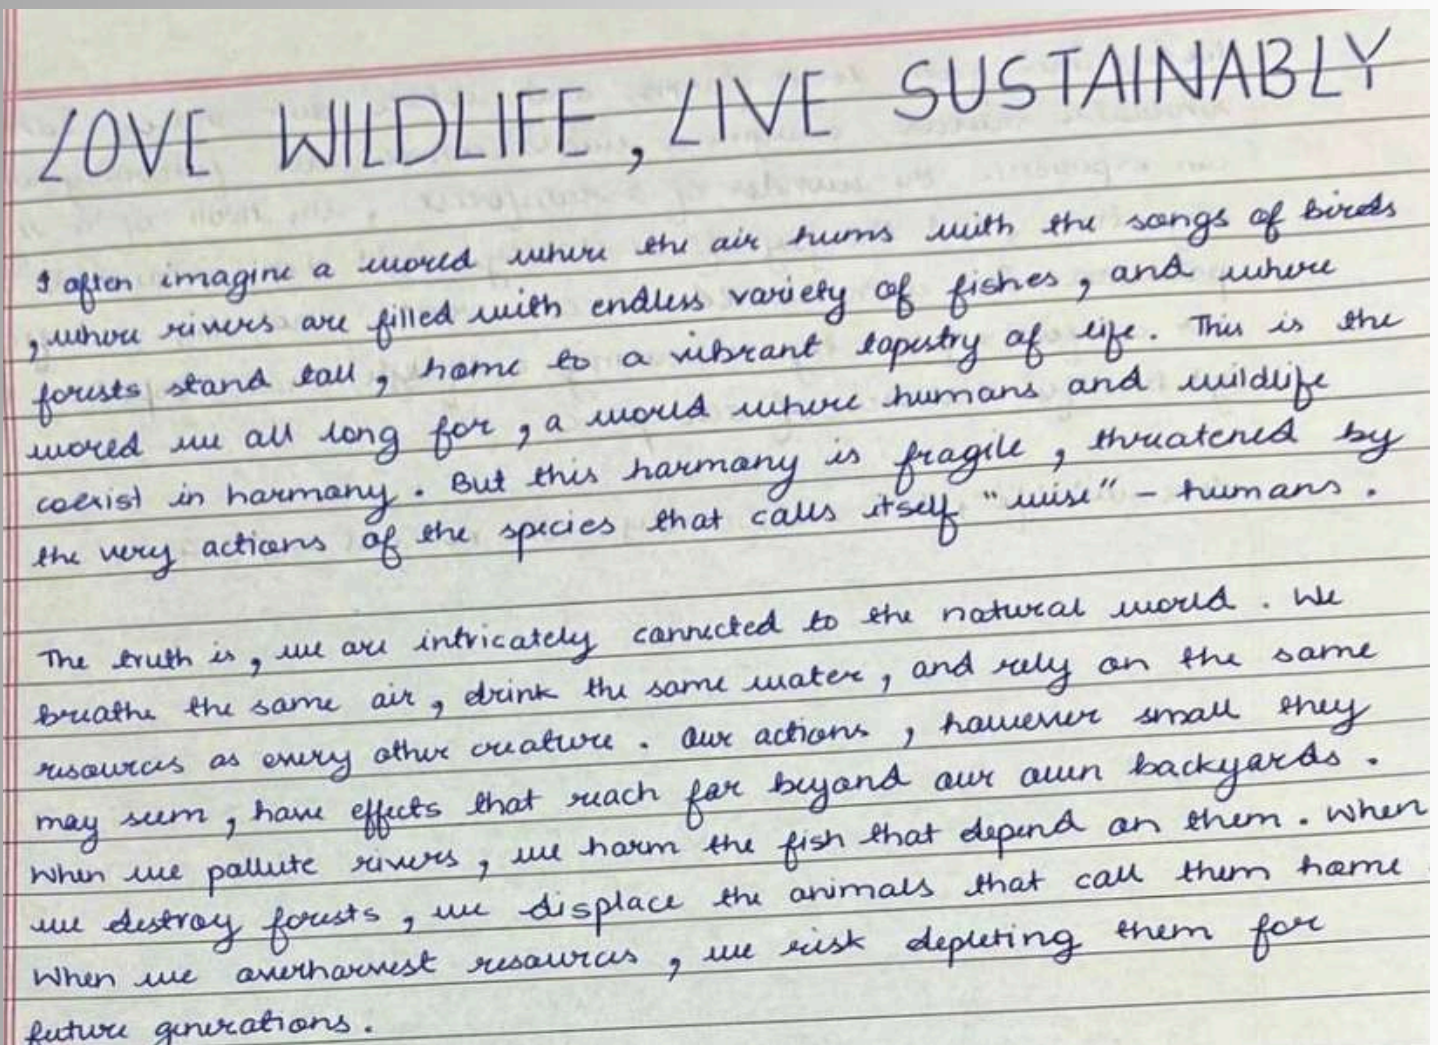 LOVE WILDLIFE, LIVE SUSTAINABLY
I often imagine a world where the air hums with the songs of birds
, where rivers are filled with endless variety of fishes, and where
forests stand tall, home to a vibrant tapestry of life. This is the
world we all long for, a world where humans and wildlife
coexist in harmony. But this harmony is fragile, threatened by
the very actions of the species that calls itself "wise" - humans.
The truth is, we are intricately connected to the natural world. We
breathe the same air, drink the same water, and rely on the same
resources as every other creature. Our actions, however small they
may seem, have effects that reach far beyond our own backyards.
When we pollute rivers, we harm the fish that depend on them. When
we destroy forests, we displace the animals that call them home.
When we overharvest resources, we risk depleting them for
future generations.